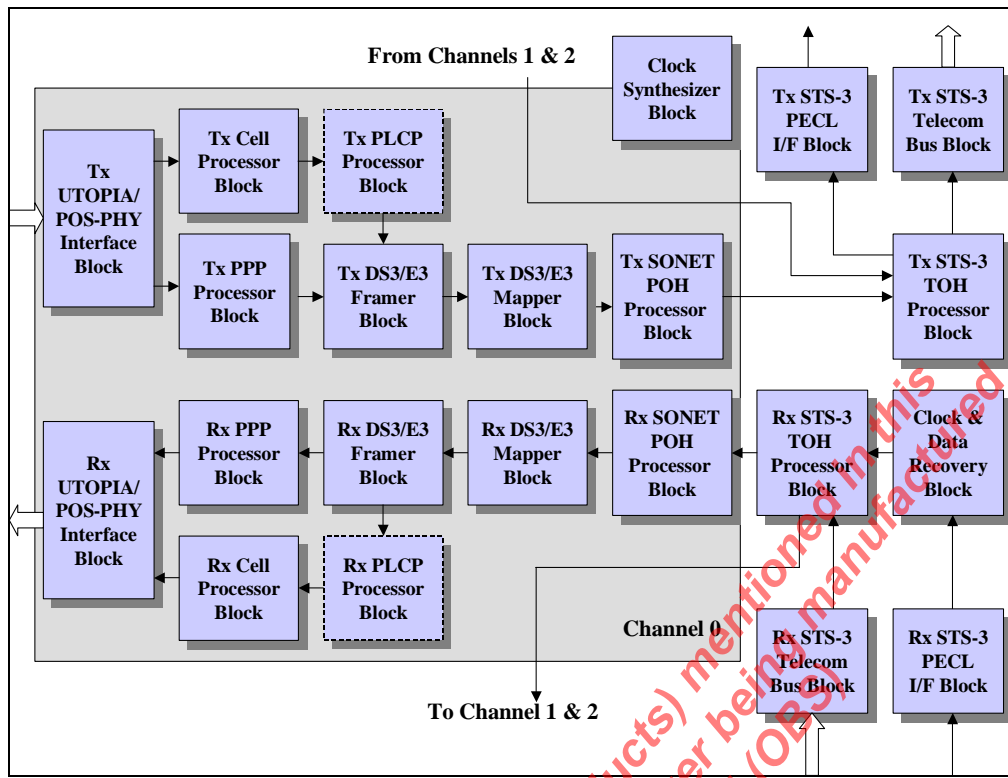 From Channels 1 & 2
Clock
Synthesizer
Block
Tx STS-3
PECL
I/F Block
Tx STS-3
Telecom
Bus Block
Tx
UTOPIA/
POS-PHY
Interface
Block
Tx Cell
Processor
Block
Tx PLCP
Processor
Block
Tx PPP
Processor
Block
Tx DS3/E3
Framer
Block
Tx DS3/E3
Mapper
Block
Tx SONET
POH
Processor
Block
Tx STS-3
TOH
Processor
Block
Rx
UTOPIA/
POS-PHY
Interface
Block
Rx PPP
Processor
Block
Rx DS3/E3
Framer
Block
Rx DS3/E3
Mapper
Block
Rx SONET
POH
Processor
Block
Rx STS-3
TOH
Processor
Block
Clock &
Data
Recovery
Block
Rx Cell
Processor
Block
Rx PLCP
Processor
Block
Channel 0
Rx STS-3
Telecom
Bus Block
Rx STS-3
PECL
I/F Block
To Channel 1 & 2
mentioned in this
being manufactured
(OBS)